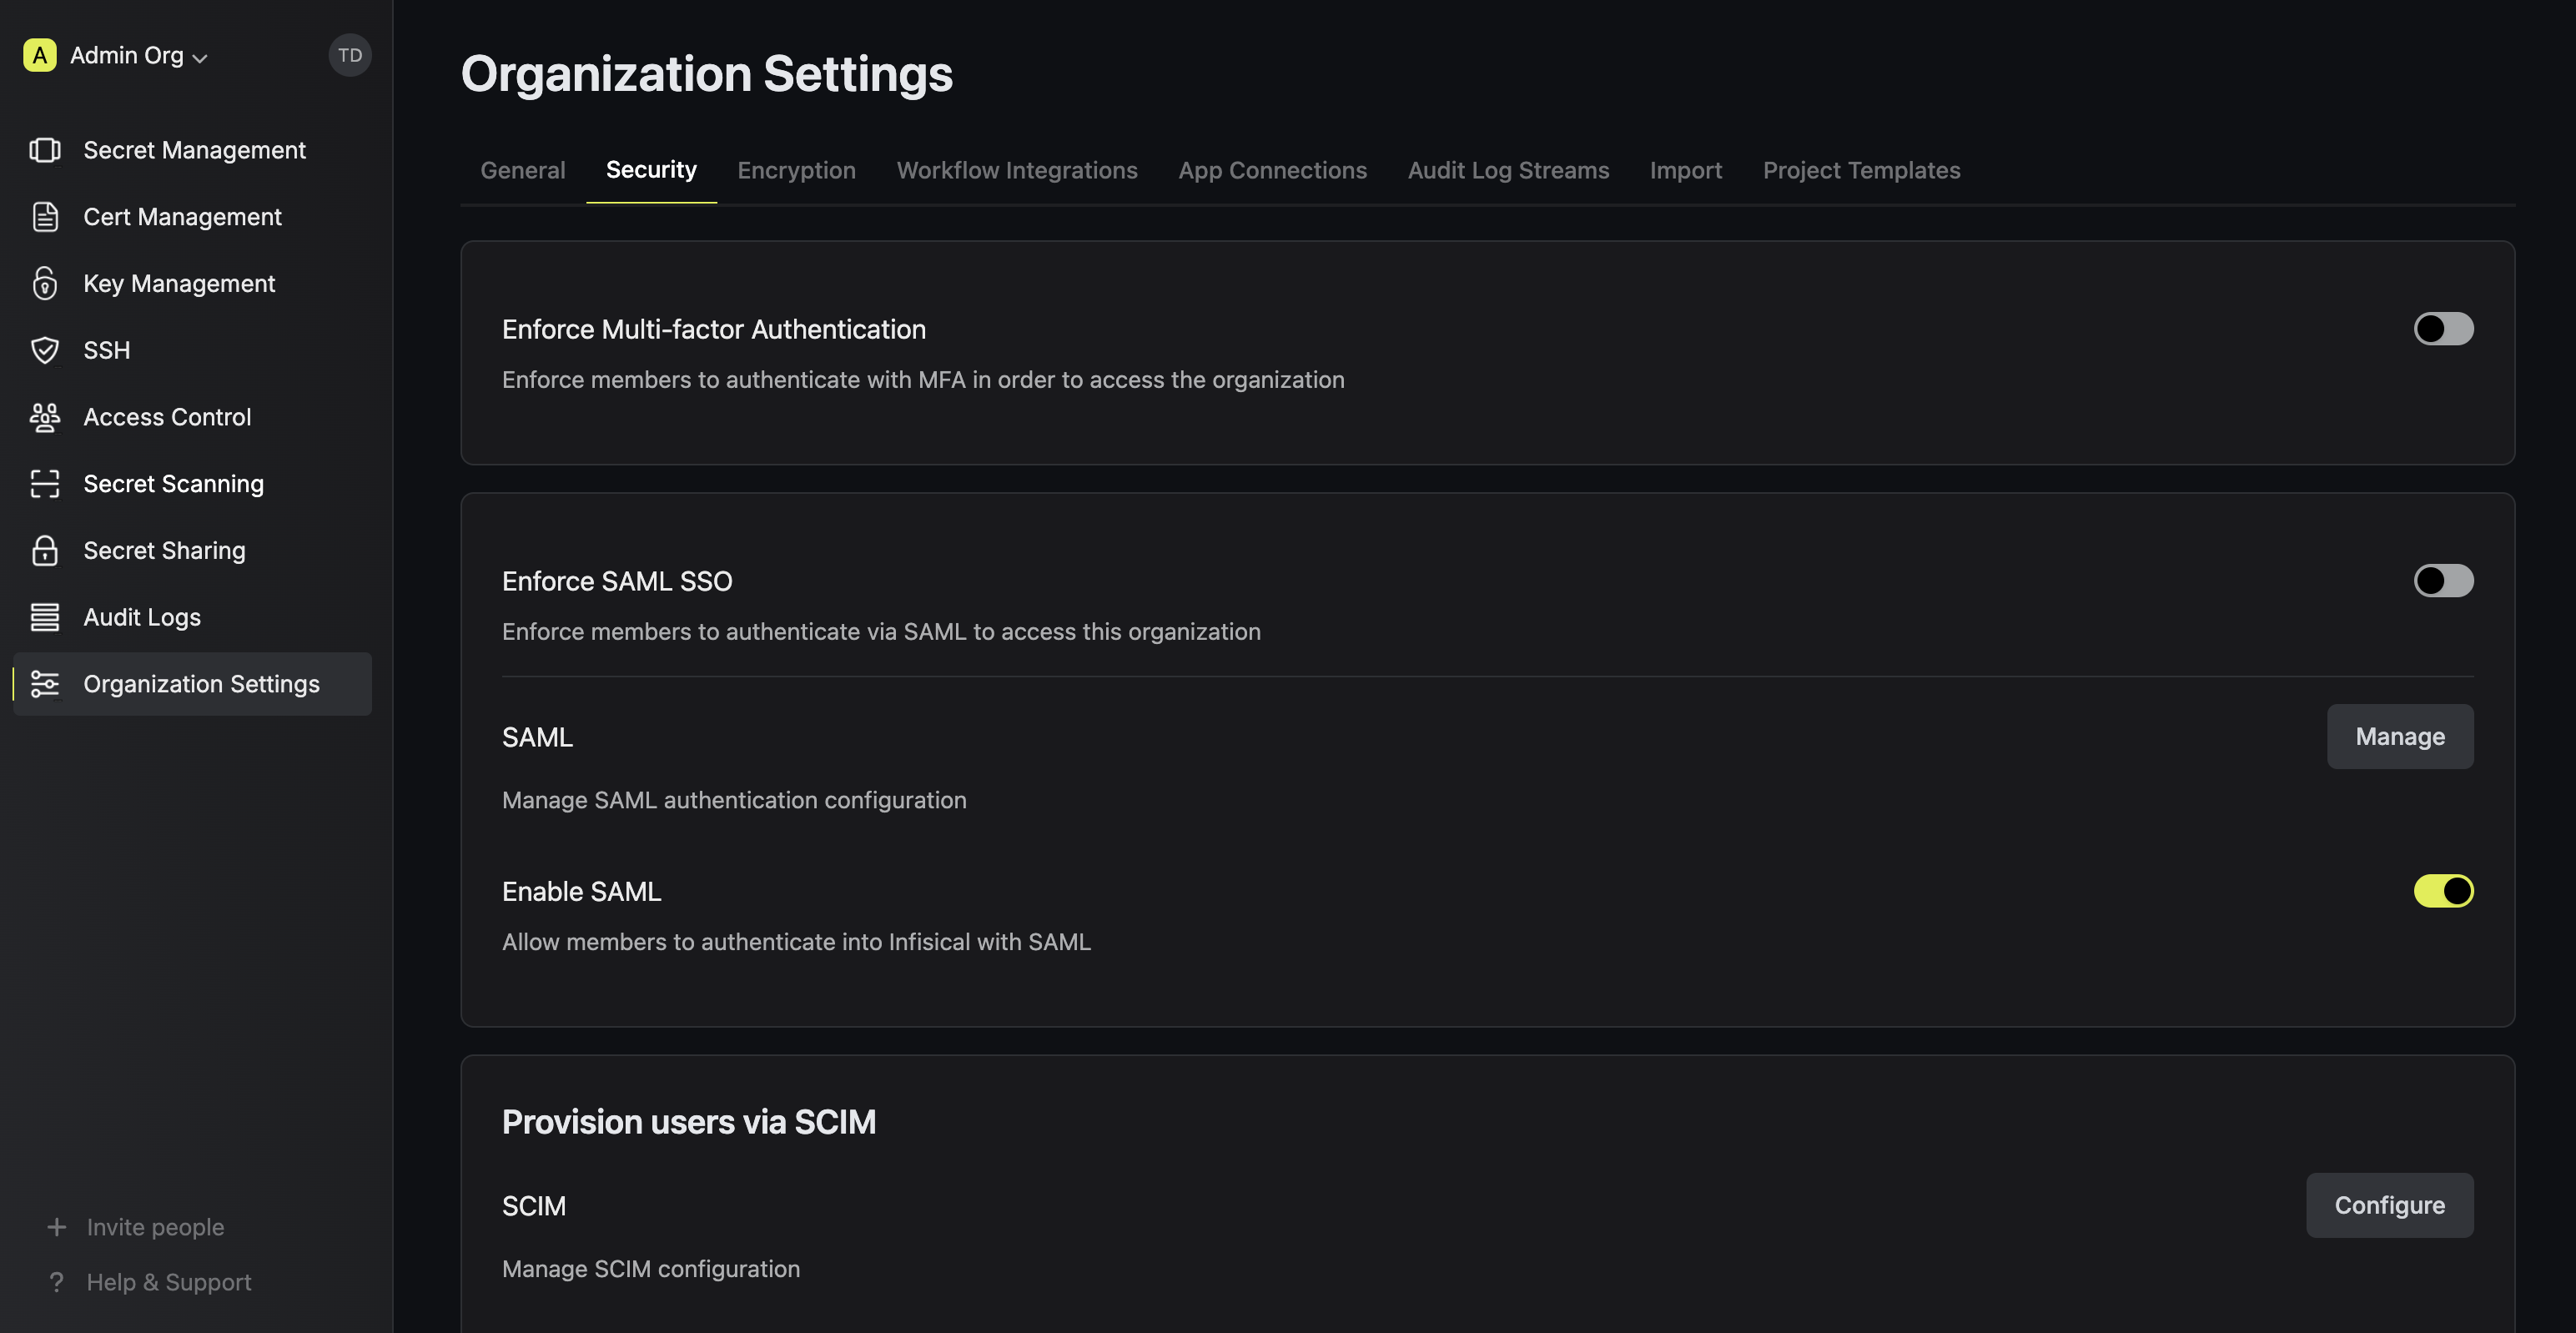 A Admin Org TD
Secret Management
Cert Management
Key Management
SSH
Access Control
Secret Scanning
Secret Sharing
Audit Logs
Organization Settings
+ Invite people
? Help & Support
Organization Settings
General Security Encryption Workflow Integrations App Connections Audit Log Streams Import Project Templates
Enforce Multi-factor Authentication
Enforce members to authenticate with MFA in order to access the organization
Enforce SAML SSO
Enforce members to authenticate via SAML to access this organization
SAML
Manage
Manage SAML authentication configuration
Enable SAML
Allow members to authenticate into Infisical with SAML
Provision users via SCIM
SCIM
Configure
Manage SCIM configuration